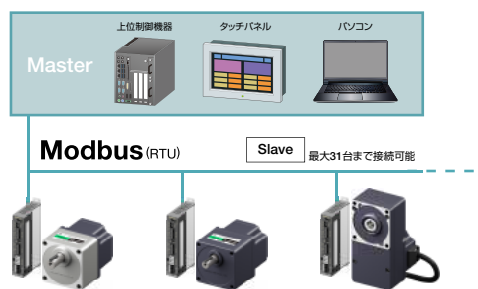 上位制御機器
タッチパネル
パソコン
Master
Modbus(RTU)
Slave
最大31台まで接続可能